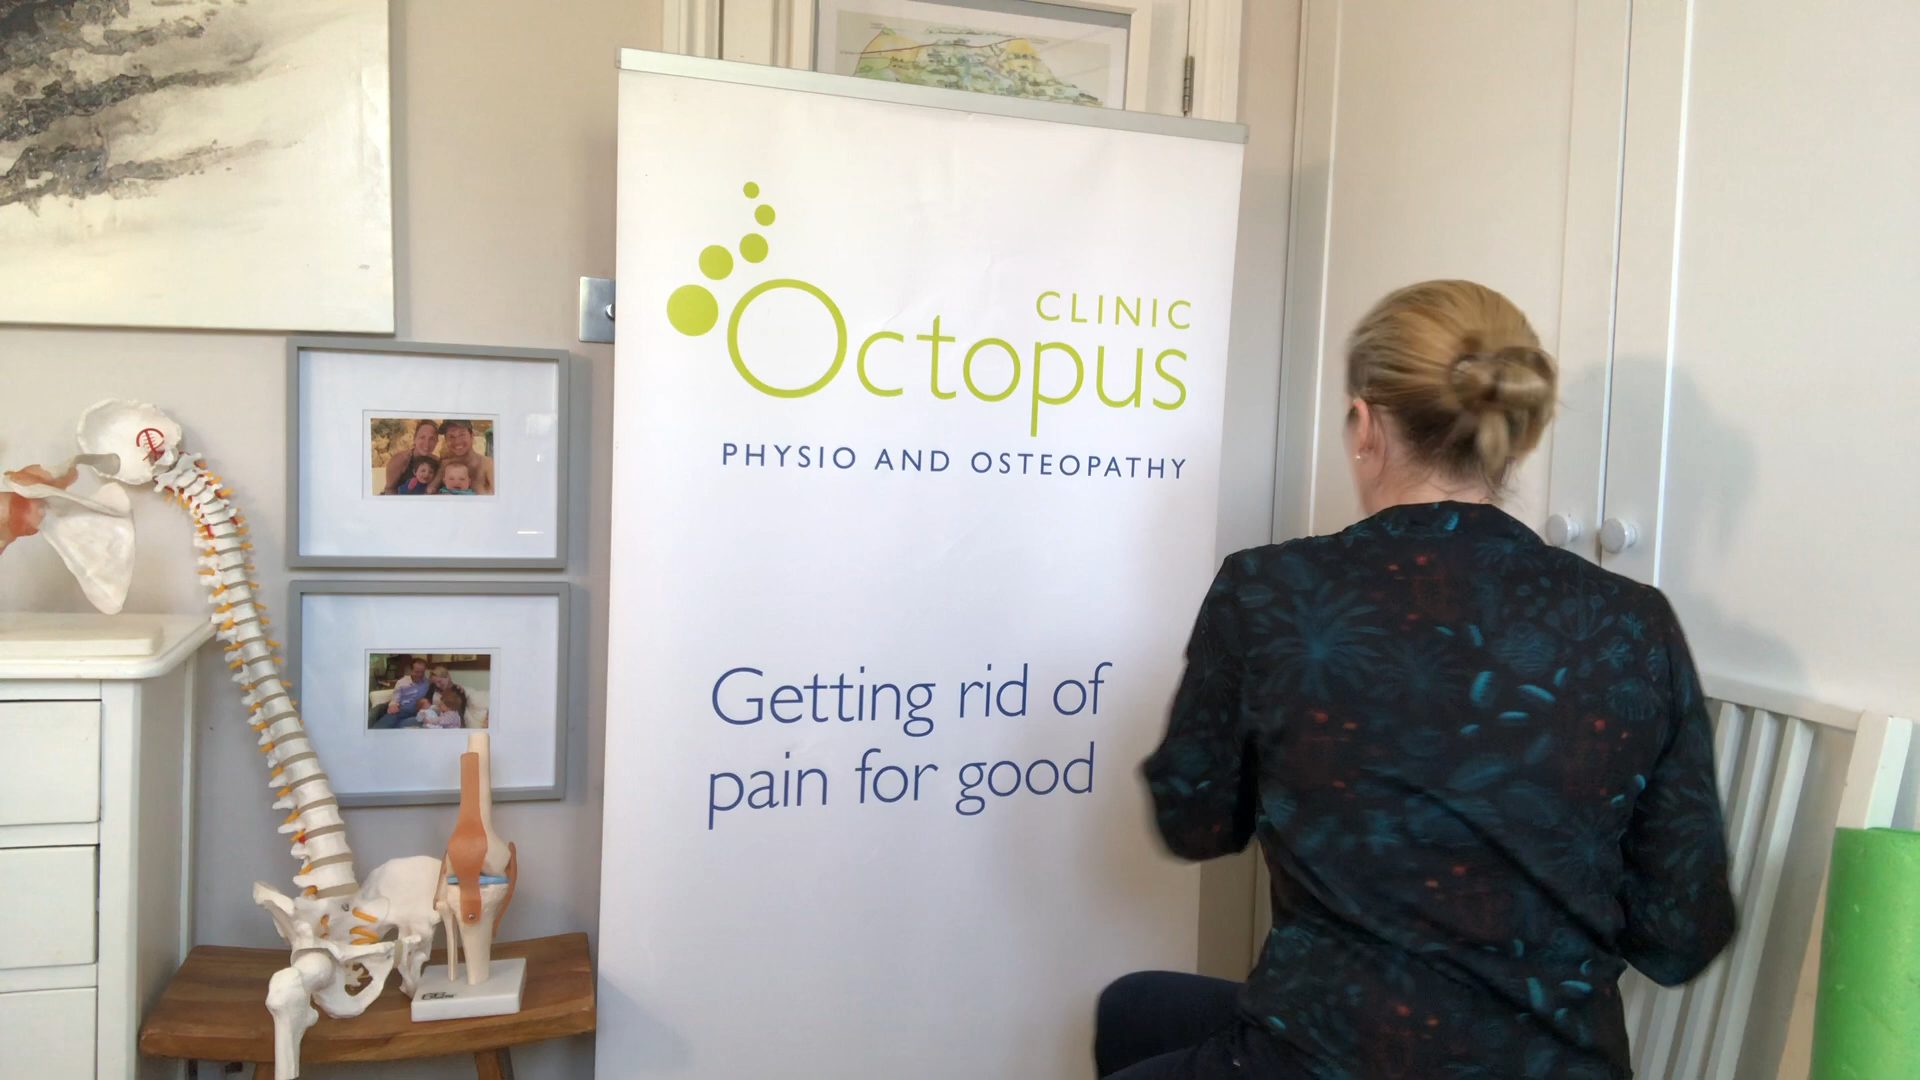 CLINIC
Octopus
PHYSIO AND OSTEOPATHY
Getting rid of
pain for good